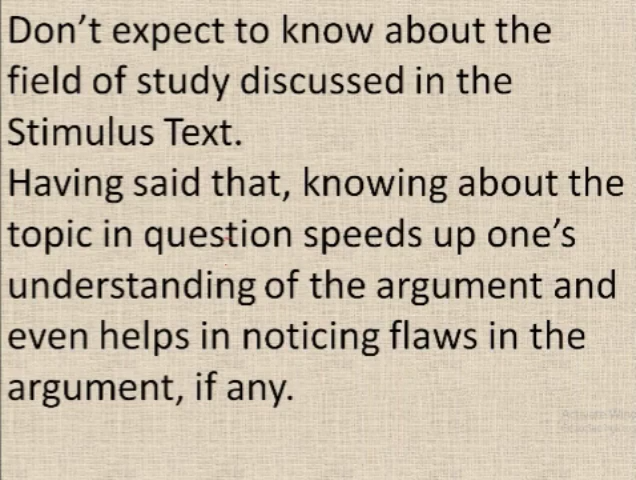 Don't expect to know about the
field of study discussed in the
Stimulus Text.
Having said that, knowing about the
topic in question speeds up one's
understanding of the argument and
even helps in noticing flaws in the
argument, if any.